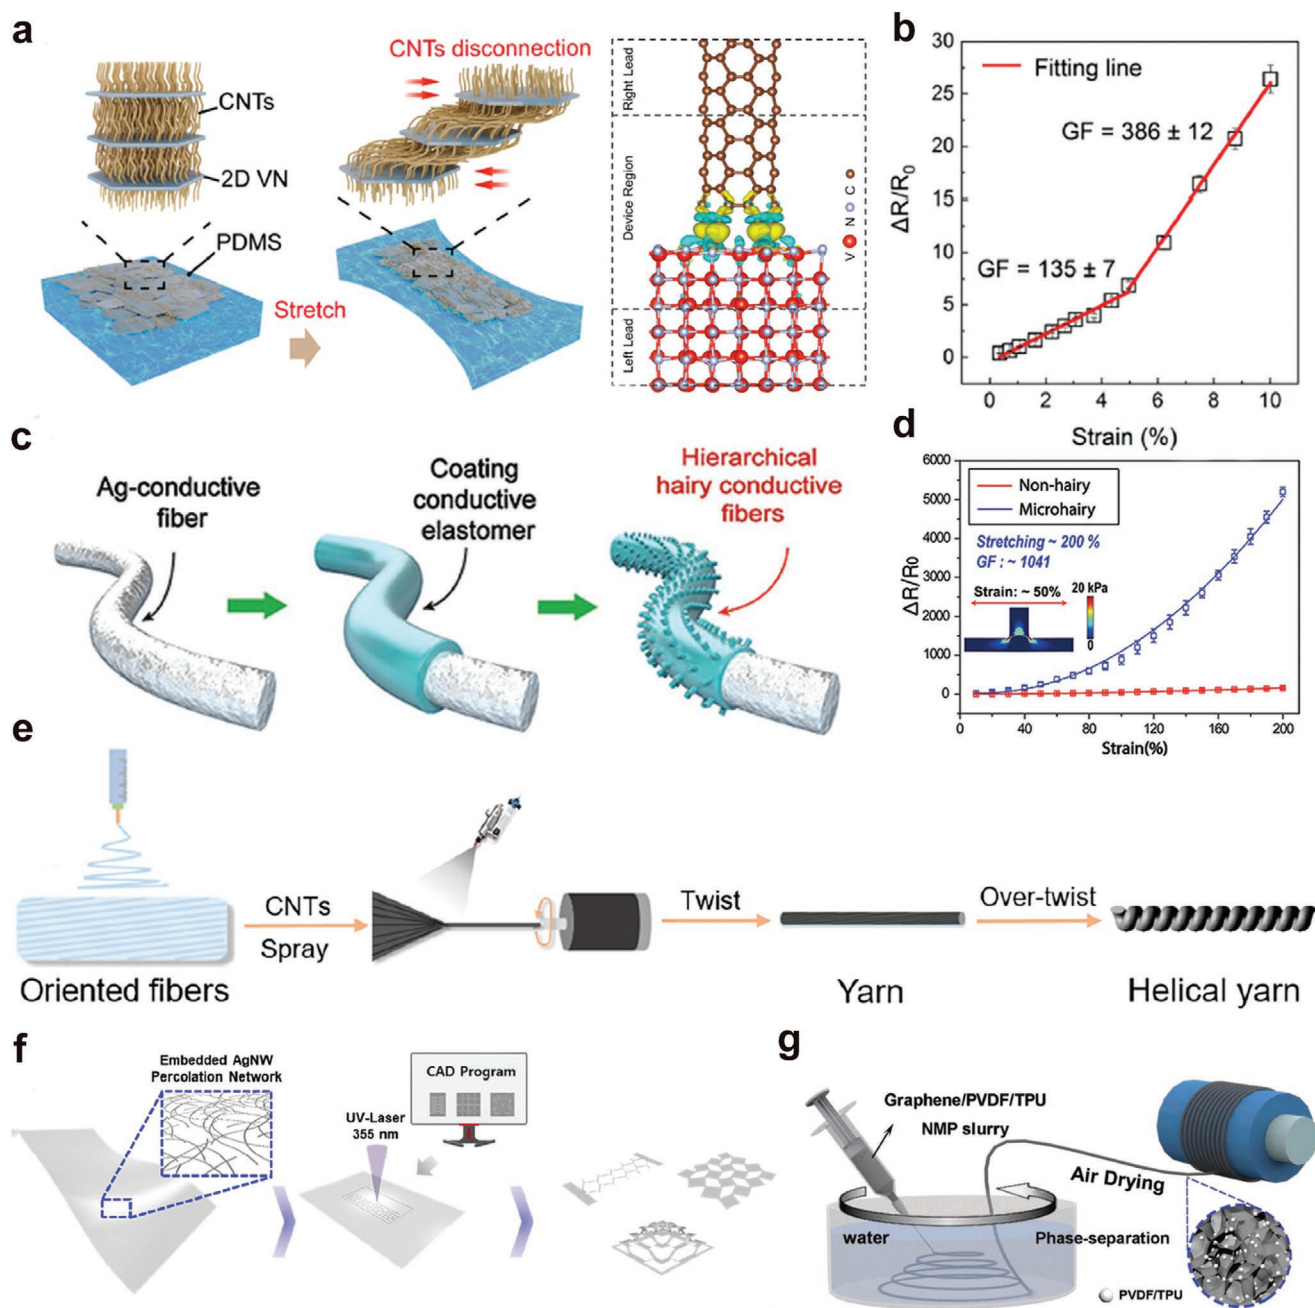 a
CNTs
2D VN
PDMS
Stretch
CNTs disconnection
Right Lead
Device Region
Left Lead
C
N
V
b
30
25
20
15
10
5
0
ΔR/R0
Fitting line
GF = 386 ± 12
GF = 135 ± 7
0 2 4 6 8 10
Strain (%)
c
Ag-conductive
fiber
Coating
conductive
elastomer
Hierarchical
hairy conductive
fibers
d
6000
5000
4000
3000
2000
1000
0
ΔR/R0
Non-hairy
Microhairy
Stretching ~ 200 %
GF : ~ 1041
Strain: ~ 50%
20 kPa
0
0 40 80 120 160 200
Strain(%)
e
Oriented fibers
CNTs
Spray
Twist
Yarn
Over-twist
Helical yarn
f
Embedded AgNW
Percolation Network
UV-Laser
355 nm
CAD Program
g
Graphene/PVDF/TPU
NMP slurry
Air Drying
water
Phase-separation
PVDF/TPU